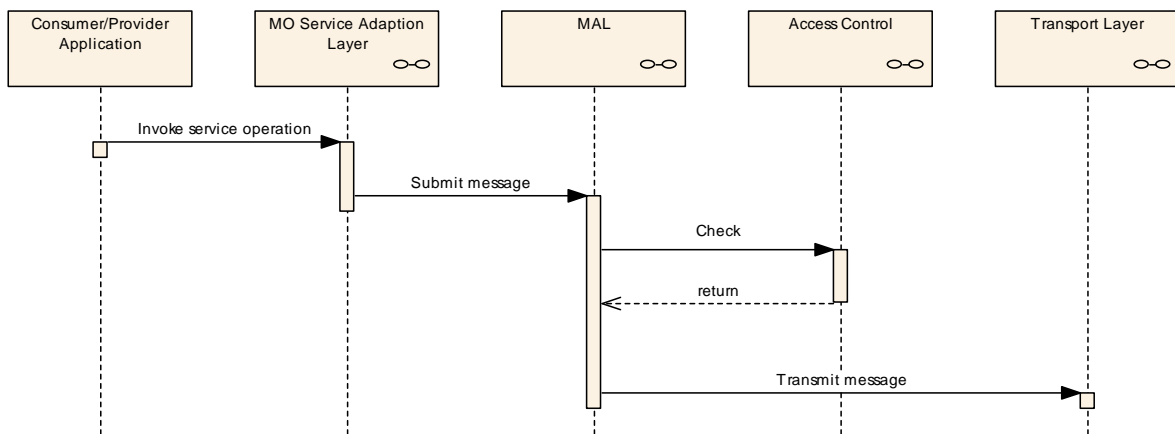 Consumer/Provider
Application
MO Service Adaption
Layer
MAL
Access Control
Transport Layer
Invoke service operation
Submit message
Check
return
Transmit message